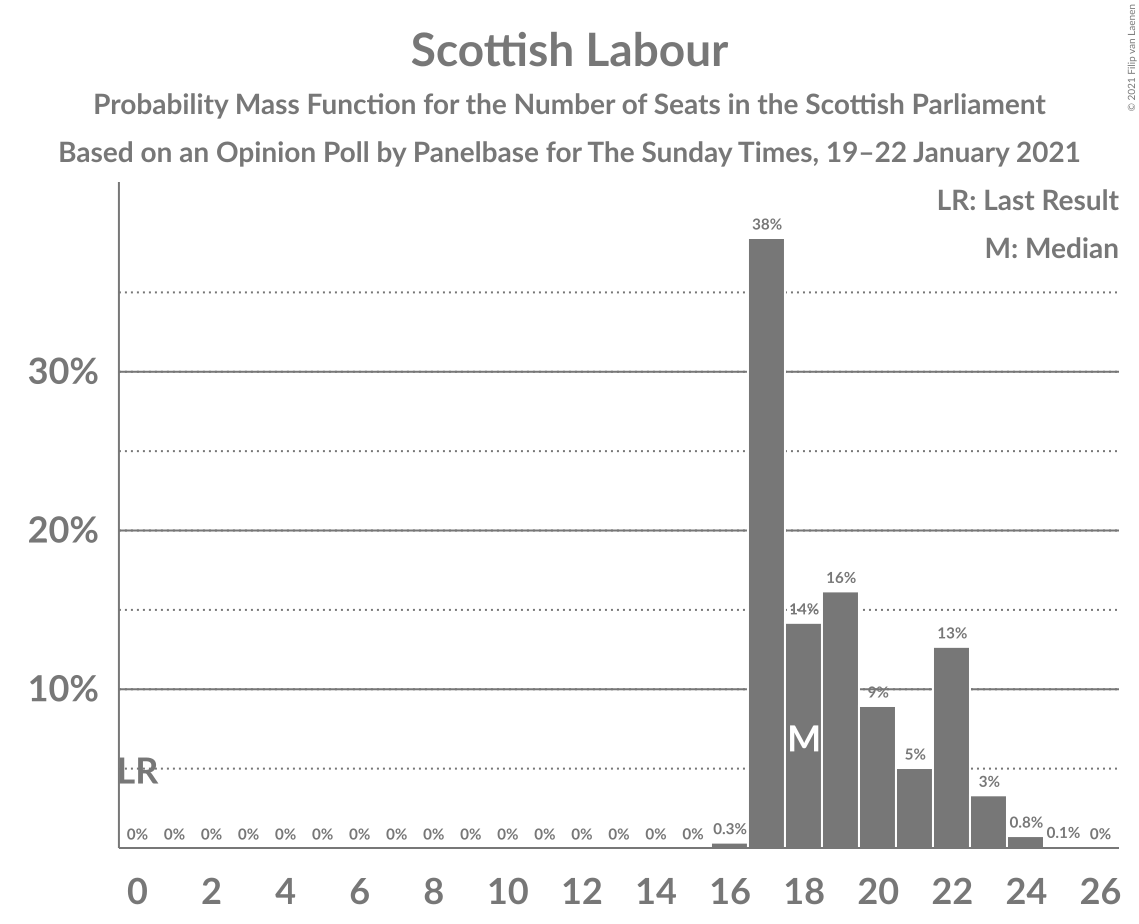 Scottish Labour
Probability Mass Function for the Number of Seats in the Scottish Parliament
Based on an Opinion Poll by Panelbase for The Sunday Times, 19–22 January 2021
© 2021 Filip van Laenen
LR: Last Result
M: Median
38%
30%
20%
16%
14%
13%
10%
9%
M
5%
LR
3%
0% 0% 0% 0% 0% 0% 0% 0% 0% 0% 0% 0% 0% 0% 0% 0% 0.3% 0.8% 0.1% 0%
0 2 4 6 8 10 12 14 16 18 20 22 24 26